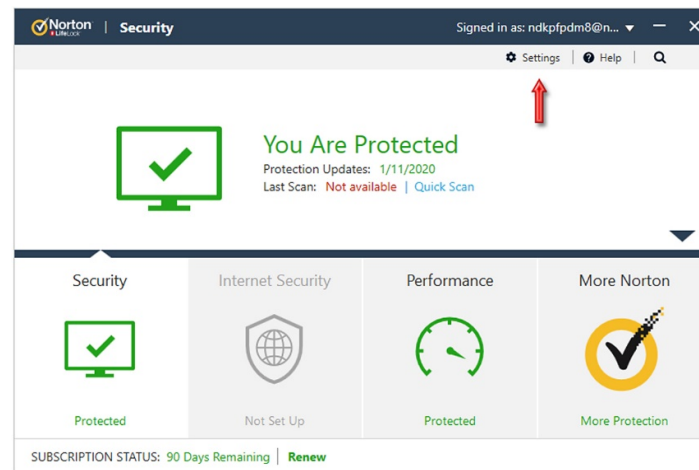 Norton | Security
LifeLock
Signed in as: ndkpfpdm8@n...
Settings | Help |
You Are Protected
Protection Updates: 1/11/2020
Last Scan: Not available | Quick Scan
Security
Internet Security
Performance
More Norton
Protected
Not Set Up
Protected
More Protection
SUBSCRIPTION STATUS: 90 Days Remaining | Renew